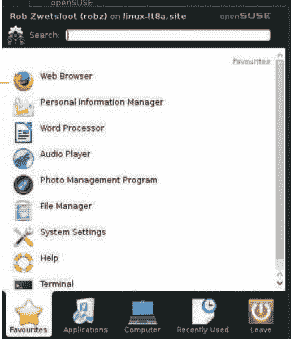 openSUSE
Rob Zwetsloot (robz) on linux-lt8a.site openSUSE
Search:
Favourites
Web Browser
Personal Information Manager
Word Processor
Audio Player
Photo Management Program
File Manager
System Settings
Help
Terminal
Favourites Applications Computer Recently Used Leave